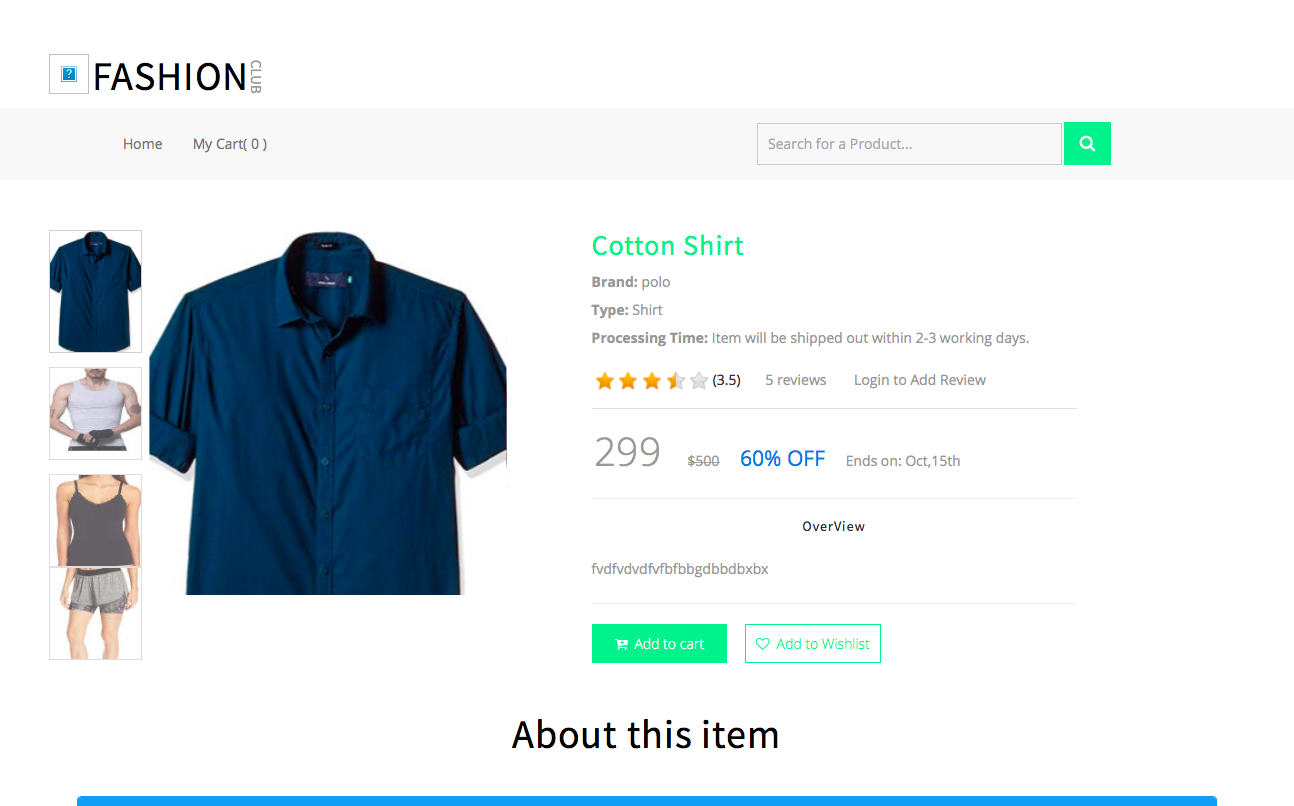 FASHION CLUB
Home My Cart( 0 ) Search for a Product...
Cotton Shirt
Brand: polo
Type: Shirt
Processing Time: Item will be shipped out within 2-3 working days.
(3.5) 5 reviews Login to Add Review
299 $500 60% OFF Ends on: Oct,15th
OverView
fvdfvdvdfvfbfbbgdbbdbxbx
Add to cart Add to Wishlist
About this item